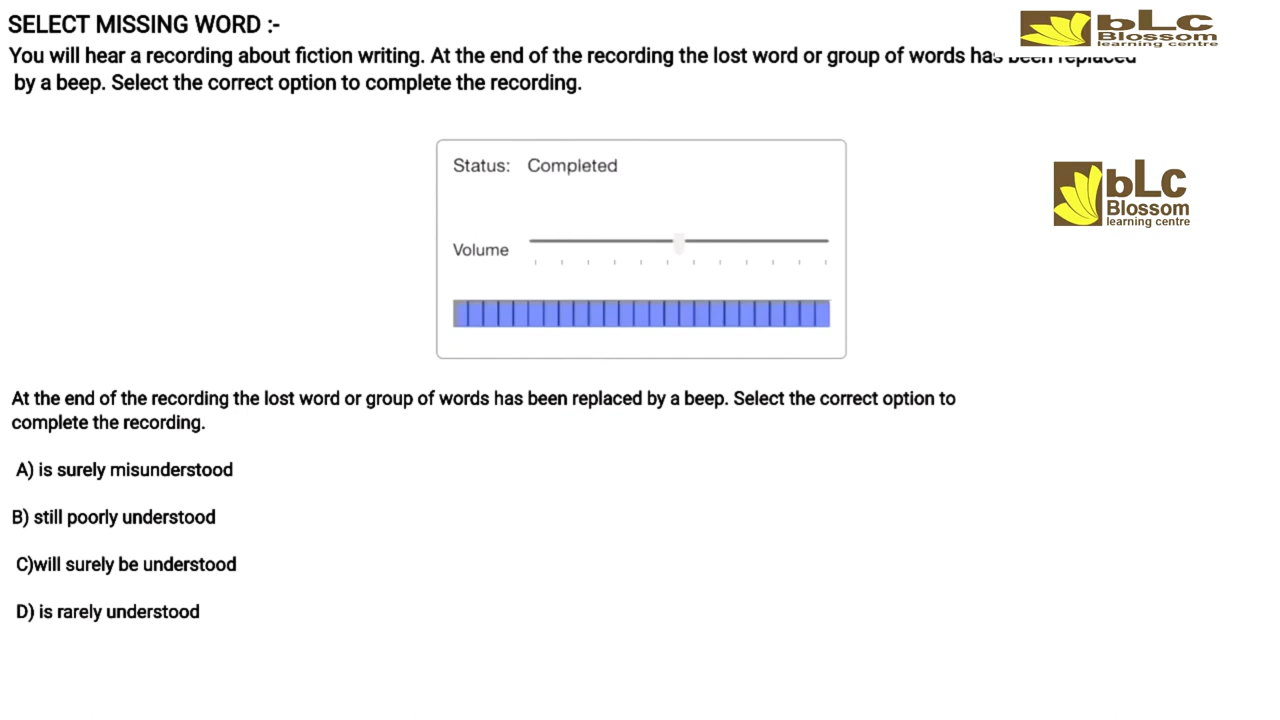 SELECT MISSING WORD :-
bLC
Blossom
learning centre
You will hear a recording about fiction writing. At the end of the recording the lost word or group of words has been replaced
by a beep. Select the correct option to complete the recording.
Status: Completed
bLC
Blossom
learning centre
Volume
At the end of the recording the lost word or group of words has been replaced by a beep. Select the correct option to
complete the recording.
A) is surely misunderstood
B) still poorly understood
C)will surely be understood
D) is rarely understood